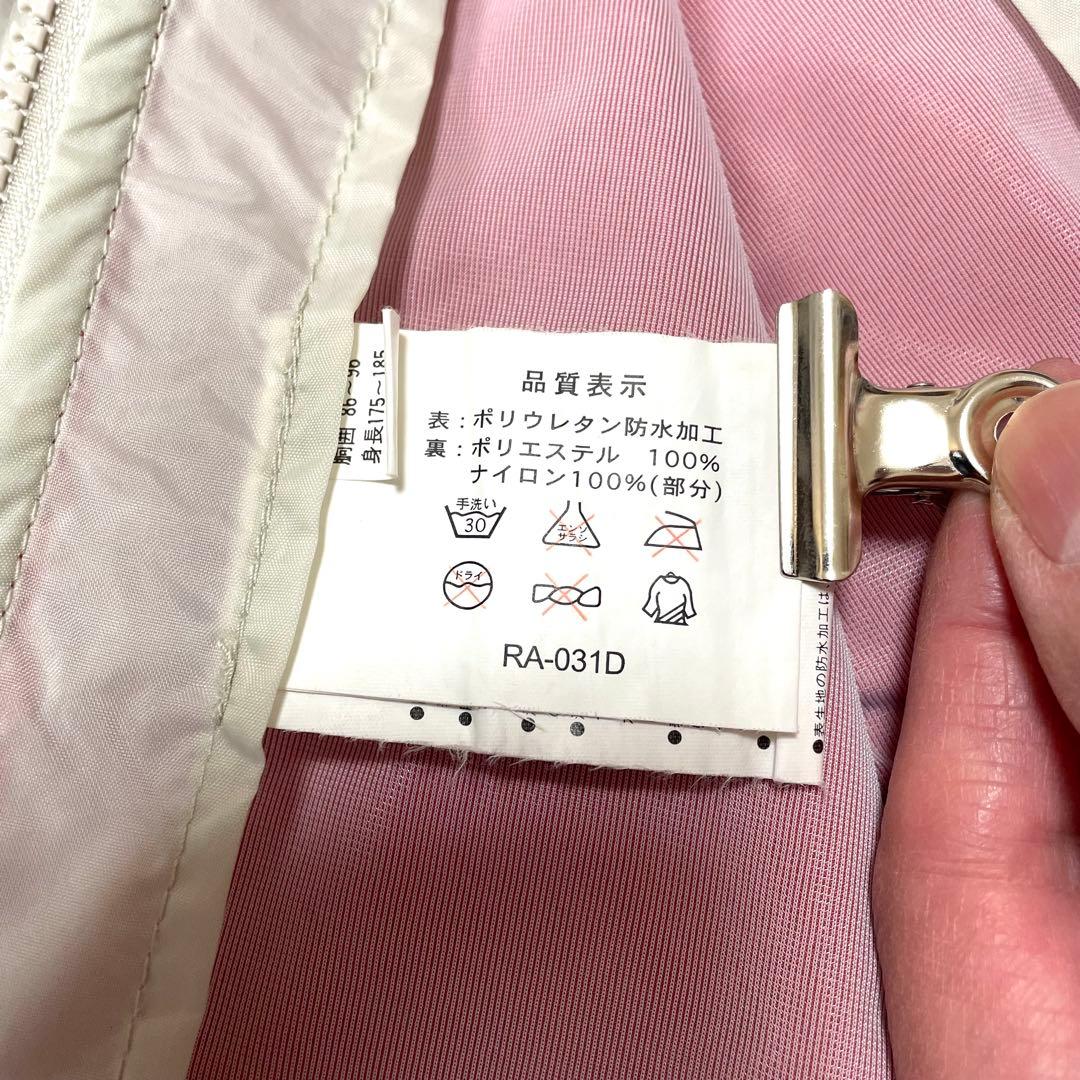 胴囲 86~96
身長175~185
品質表示
表:ポリウレタン防水加工
裏:ポリエステル 100%
ナイロン100%(部分)
手洗い
30
エンソ
サラシ
ドライ
RA-031D
●表生地の防水加工は